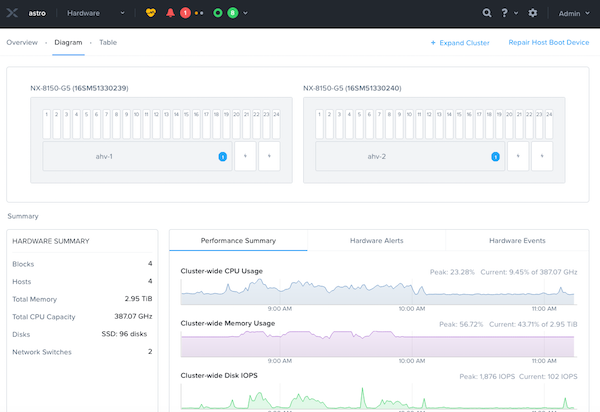 astro Hardware 1 8 ? Admin
Overview Diagram Table + Expand Cluster Repair Host Boot Device
NX-8150-G5 (16SM51330239) NX-8150-G5 (16SM51330240)
1 2 3 4 5 6 7 8 9 10 11 12 13 14 15 16 17 18 19 20 21 22 23 24 1 2 3 4 5 6 7 8 9 10 11 12 13 14 15 16 17 18 19 20 21 22 23 24
ahv-1 ahv-2
Summary
HARDWARE SUMMARY
Blocks 4
Hosts 4
Total Memory 2.95 TiB
Total CPU Capacity 387.07 GHz
Disks SSD: 96 disks
Network Switches 2
Performance Summary Hardware Alerts Hardware Events
Cluster-wide CPU Usage Peak: 23.28% Current: 9.45% of 387.07 GHz
9:00 AM 10:00 AM 11:00 AM
Cluster-wide Memory Usage Peak: 56.72% Current: 43.71% of 2.95 TiB
9:00 AM 10:00 AM 11:00 AM
Cluster-wide Disk IOPS Peak: 1,876 IOPS Current: 102 IOPS